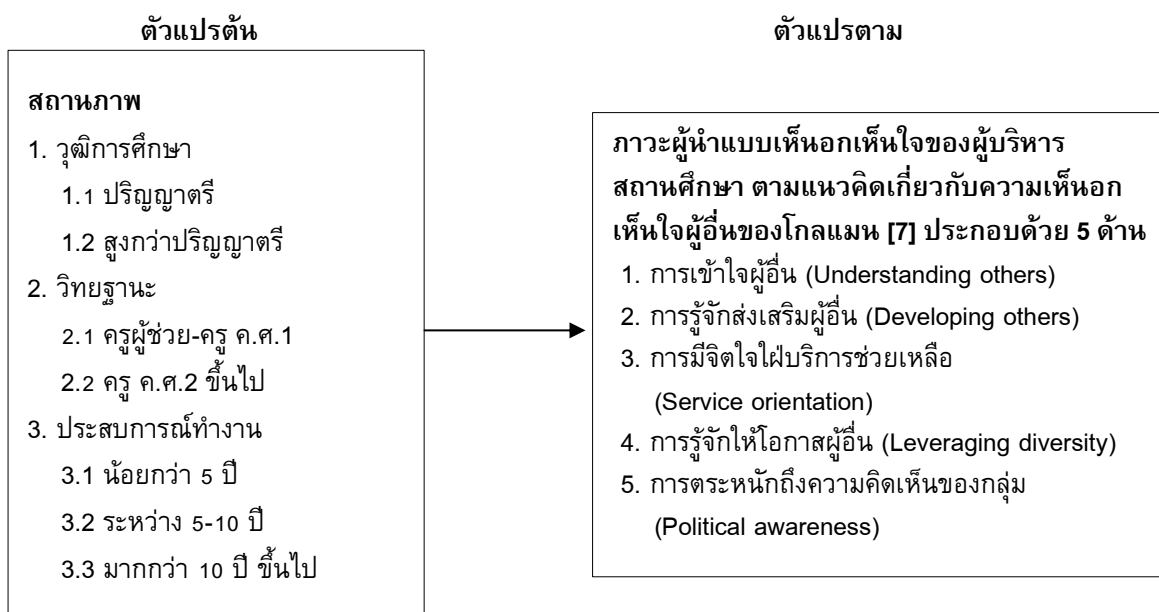 ตัวแปรต้น
สถานภาพ
1. วุฒิการศึกษา
1.1 ปริญญาตรี
1.2 สูงกว่าปริญญาตรี
2. วิทยฐานะ
2.1 ครูผู้ช่วย-ครู ค.ศ.1
2.2 ครู ค.ศ.2 ขึ้นไป
3. ประสบการณ์ทำงาน
3.1 น้อยกว่า 5 ปี
3.2 ระหว่าง 5-10 ปี
3.3 มากกว่า 10 ปี ขึ้นไป
ตัวแปรตาม
ภาวะผู้นำแบบเห็นอกเห็นใจของผู้บริหาร
สถานศึกษา ตามแนวคิดเกี่ยวกับความเห็นอก
เห็นใจผู้อื่นของโกลแมน [7] ประกอบด้วย 5 ด้าน
1. การเข้าใจผู้อื่น (Understanding others)
2. การรู้จักส่งเสริมผู้อื่น (Developing others)
3. การมีจิตใจใฝ่บริการช่วยเหลือ
(Service orientation)
4. การรู้จักให้โอกาสผู้อื่น (Leveraging diversity)
5. การตระหนักถึงความคิดเห็นของกลุ่ม
(Political awareness)